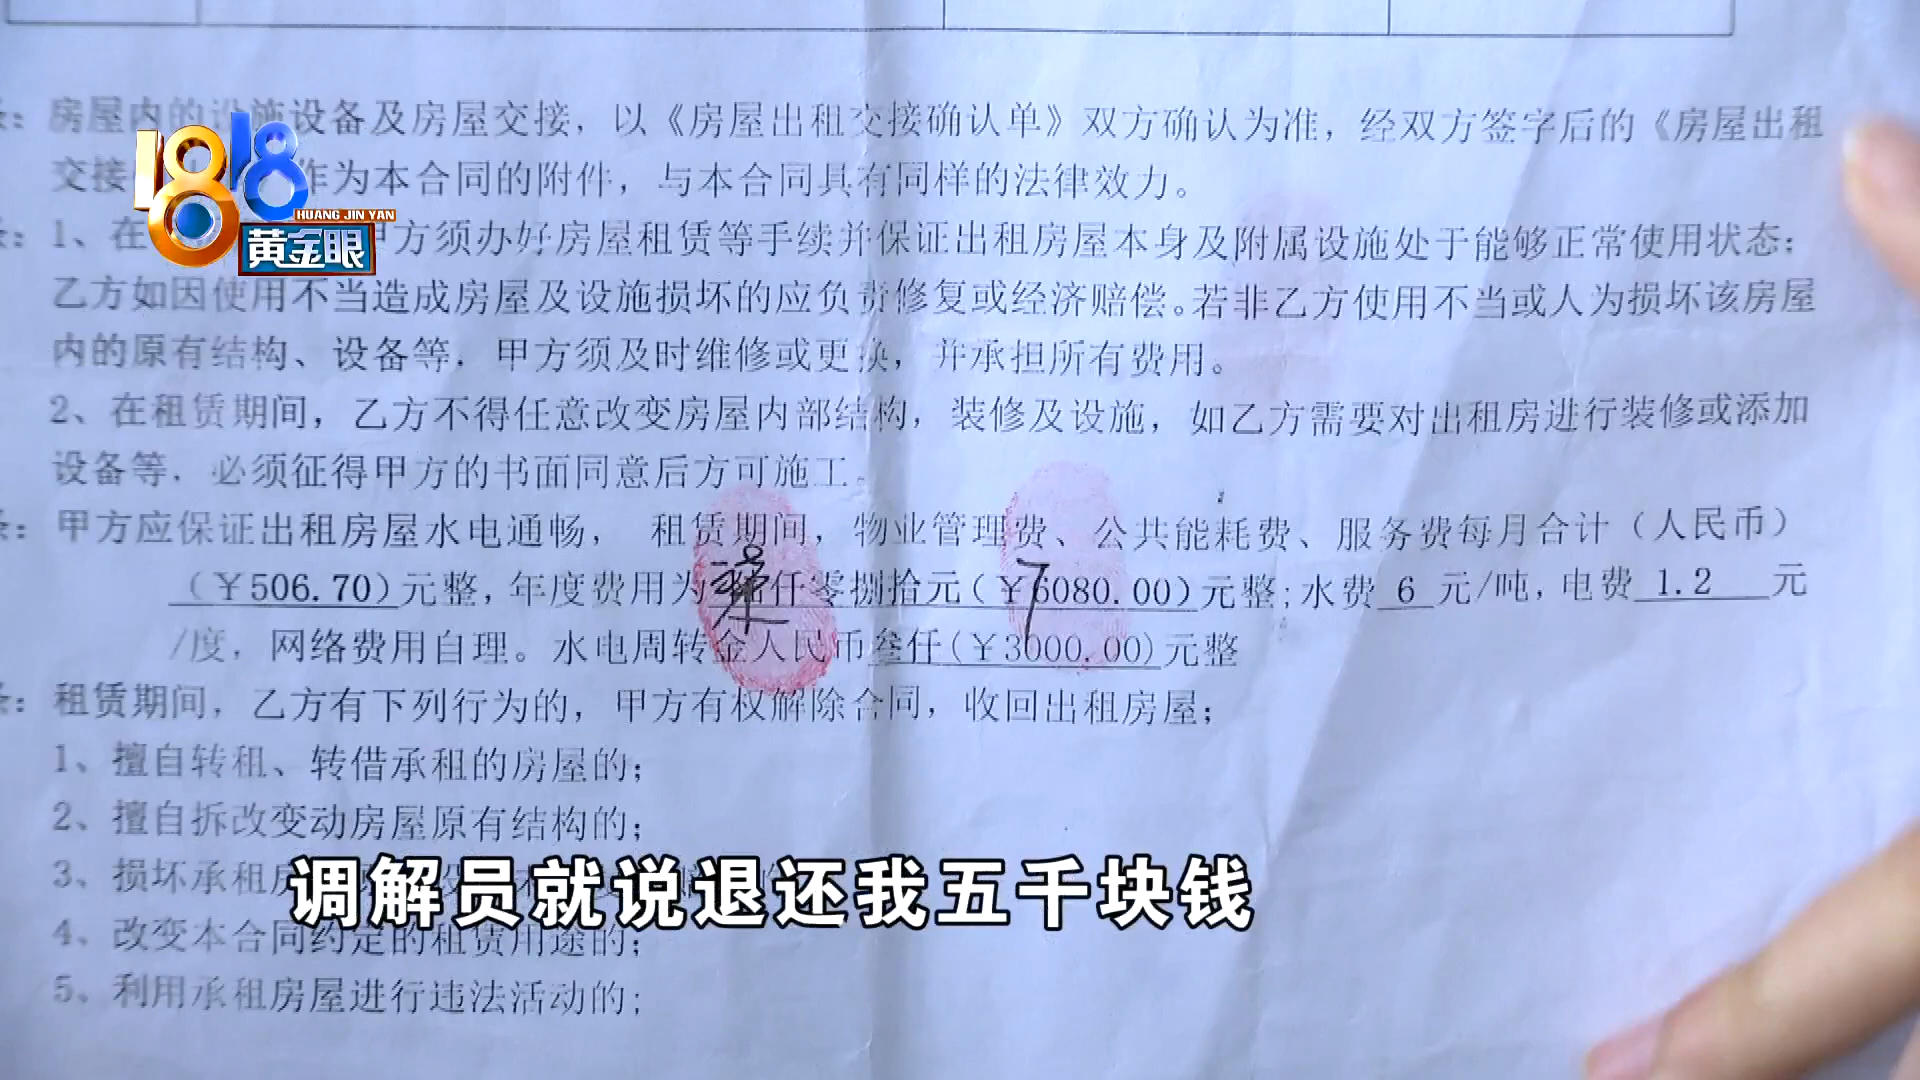 条：房屋内的设施设备及房屋交接，以《房屋出租交接确认单》双方确认为准，经双方签字后的《房屋出租
交接 作为本合同的附件，与本合同具有同样的法律效力。
1818
HUANG JIN YAN
黄金眼
条：1、在 甲方须办好房屋租赁等手续并保证出租房屋本身及附属设施处于能够正常使用状态：
乙方如因使用不当造成房屋及设施损坏的应负责修复或经济赔偿。若非乙方使用不当或人为损坏该房屋
内的原有结构、设备等．甲方须及时维修或更换，并承担所有费用。
2、在租赁期间，乙方不得任意改变房屋内部结构，装修及设施，如乙方需要对出租房进行装修或添加
设备等．必须征得甲方的书面同意后方可施工。
条：甲方应保证出租房屋水电通畅， 租赁期间，物业管理费、公共能耗费、服务费每月合计（人民币）
（￥506.70）元整，年度费用为 仟零捌拾元（￥ 080.00）元整；水费 6 元/吨，电费 1.2 元
/度，网络费用自理。水电周转金人民币叁仟(￥3000.00)元整
条：租赁期间，乙方有下列行为的，甲方有权解除合同，收回出租房屋；
1、擅自转租、转借承租的房屋的；
2、擅自拆改变动房屋原有结构的；
3、损坏承租房
调解员就说退还我五千块钱
4、改变本合同约定的租赁用途的；
5、利用承租房屋进行违法活动的；